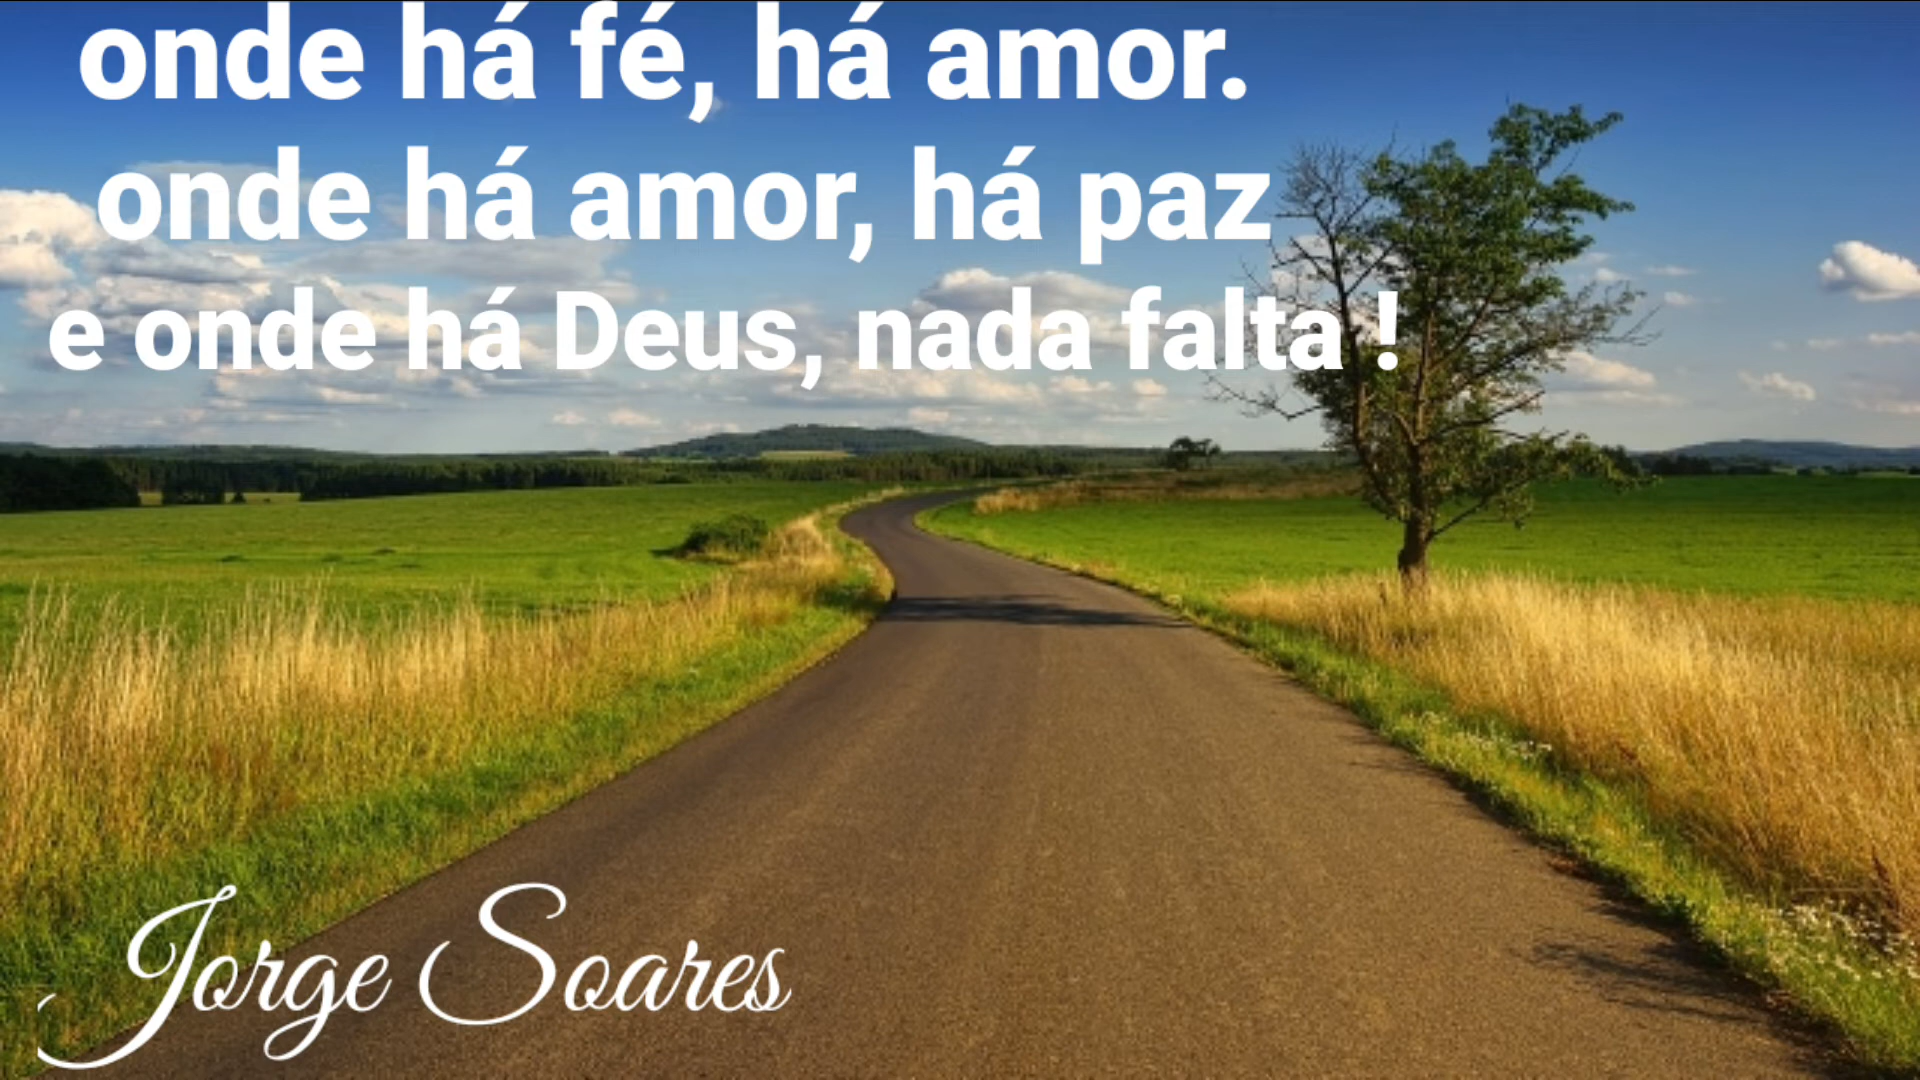 onde há fé, há amor.
onde há amor, há paz
e onde há Deus, nada falta !
Jorge Soares